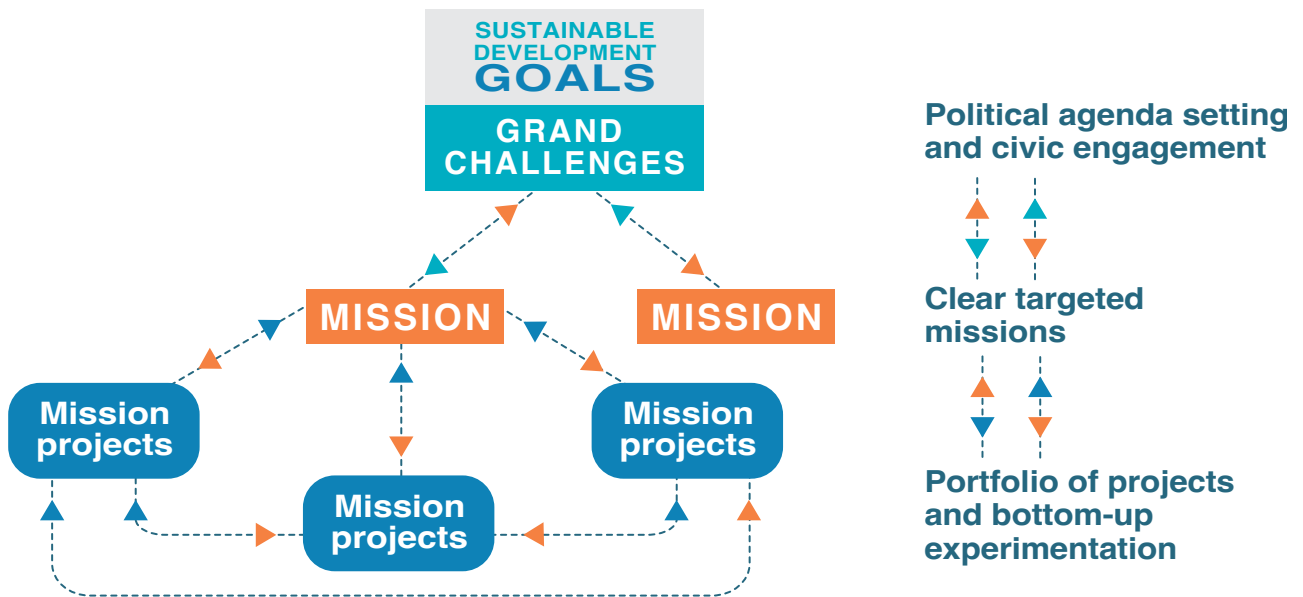 SUSTAINABLE
DEVELOPMENT
GOALS
GRAND
CHALLENGES
MISSION
MISSION
Mission
projects
Mission
projects
Mission
projects
Political agenda setting
and civic engagement
Clear targeted
missions
Portfolio of projects
and bottom-up
experimentation